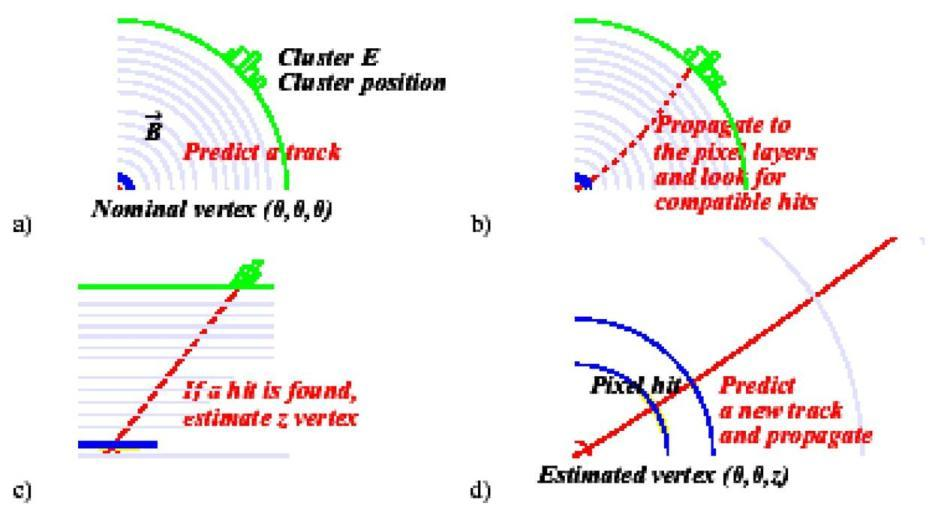 Cluster E
Cluster position
B
Predict a track
Nominal vertex (0,0,0)
a)
Propagate to
the pixel layers
and look for
compatible hits
b)
If a hit is found,
estimate z vertex
c)
Pixel hit
Predict
a new track
and propagate
Estimated vertex (0,0,z)
d)